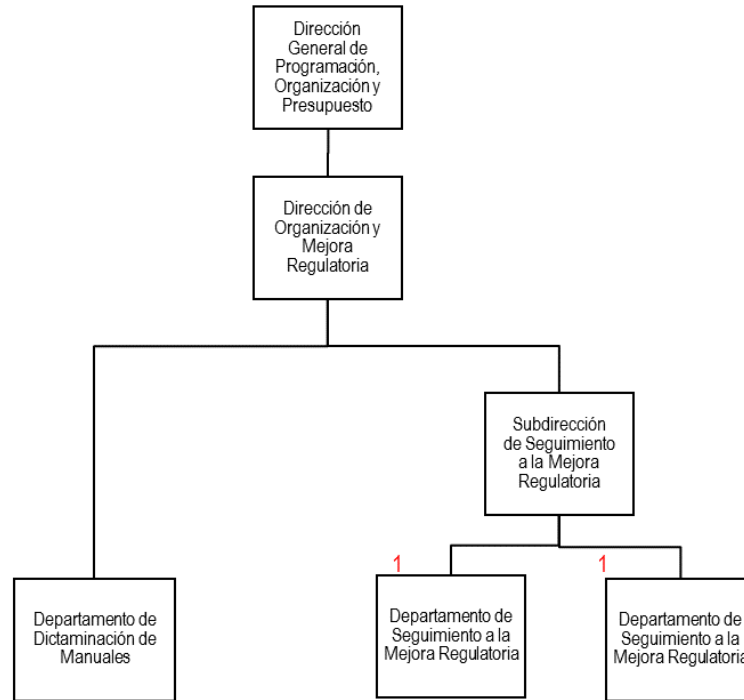 Dirección
General de
Programación,
Organización y
Presupuesto
Dirección de
Organización y
Mejora
Regulatoria
Subdirección
de Seguimiento
a la Mejora
Regulatoria
1
1
Departamento de
Dictaminación de
Manuales
Departamento de
Seguimiento a la
Mejora Regulatoria
Departamento de
Seguimiento a la
Mejora Regulatoria